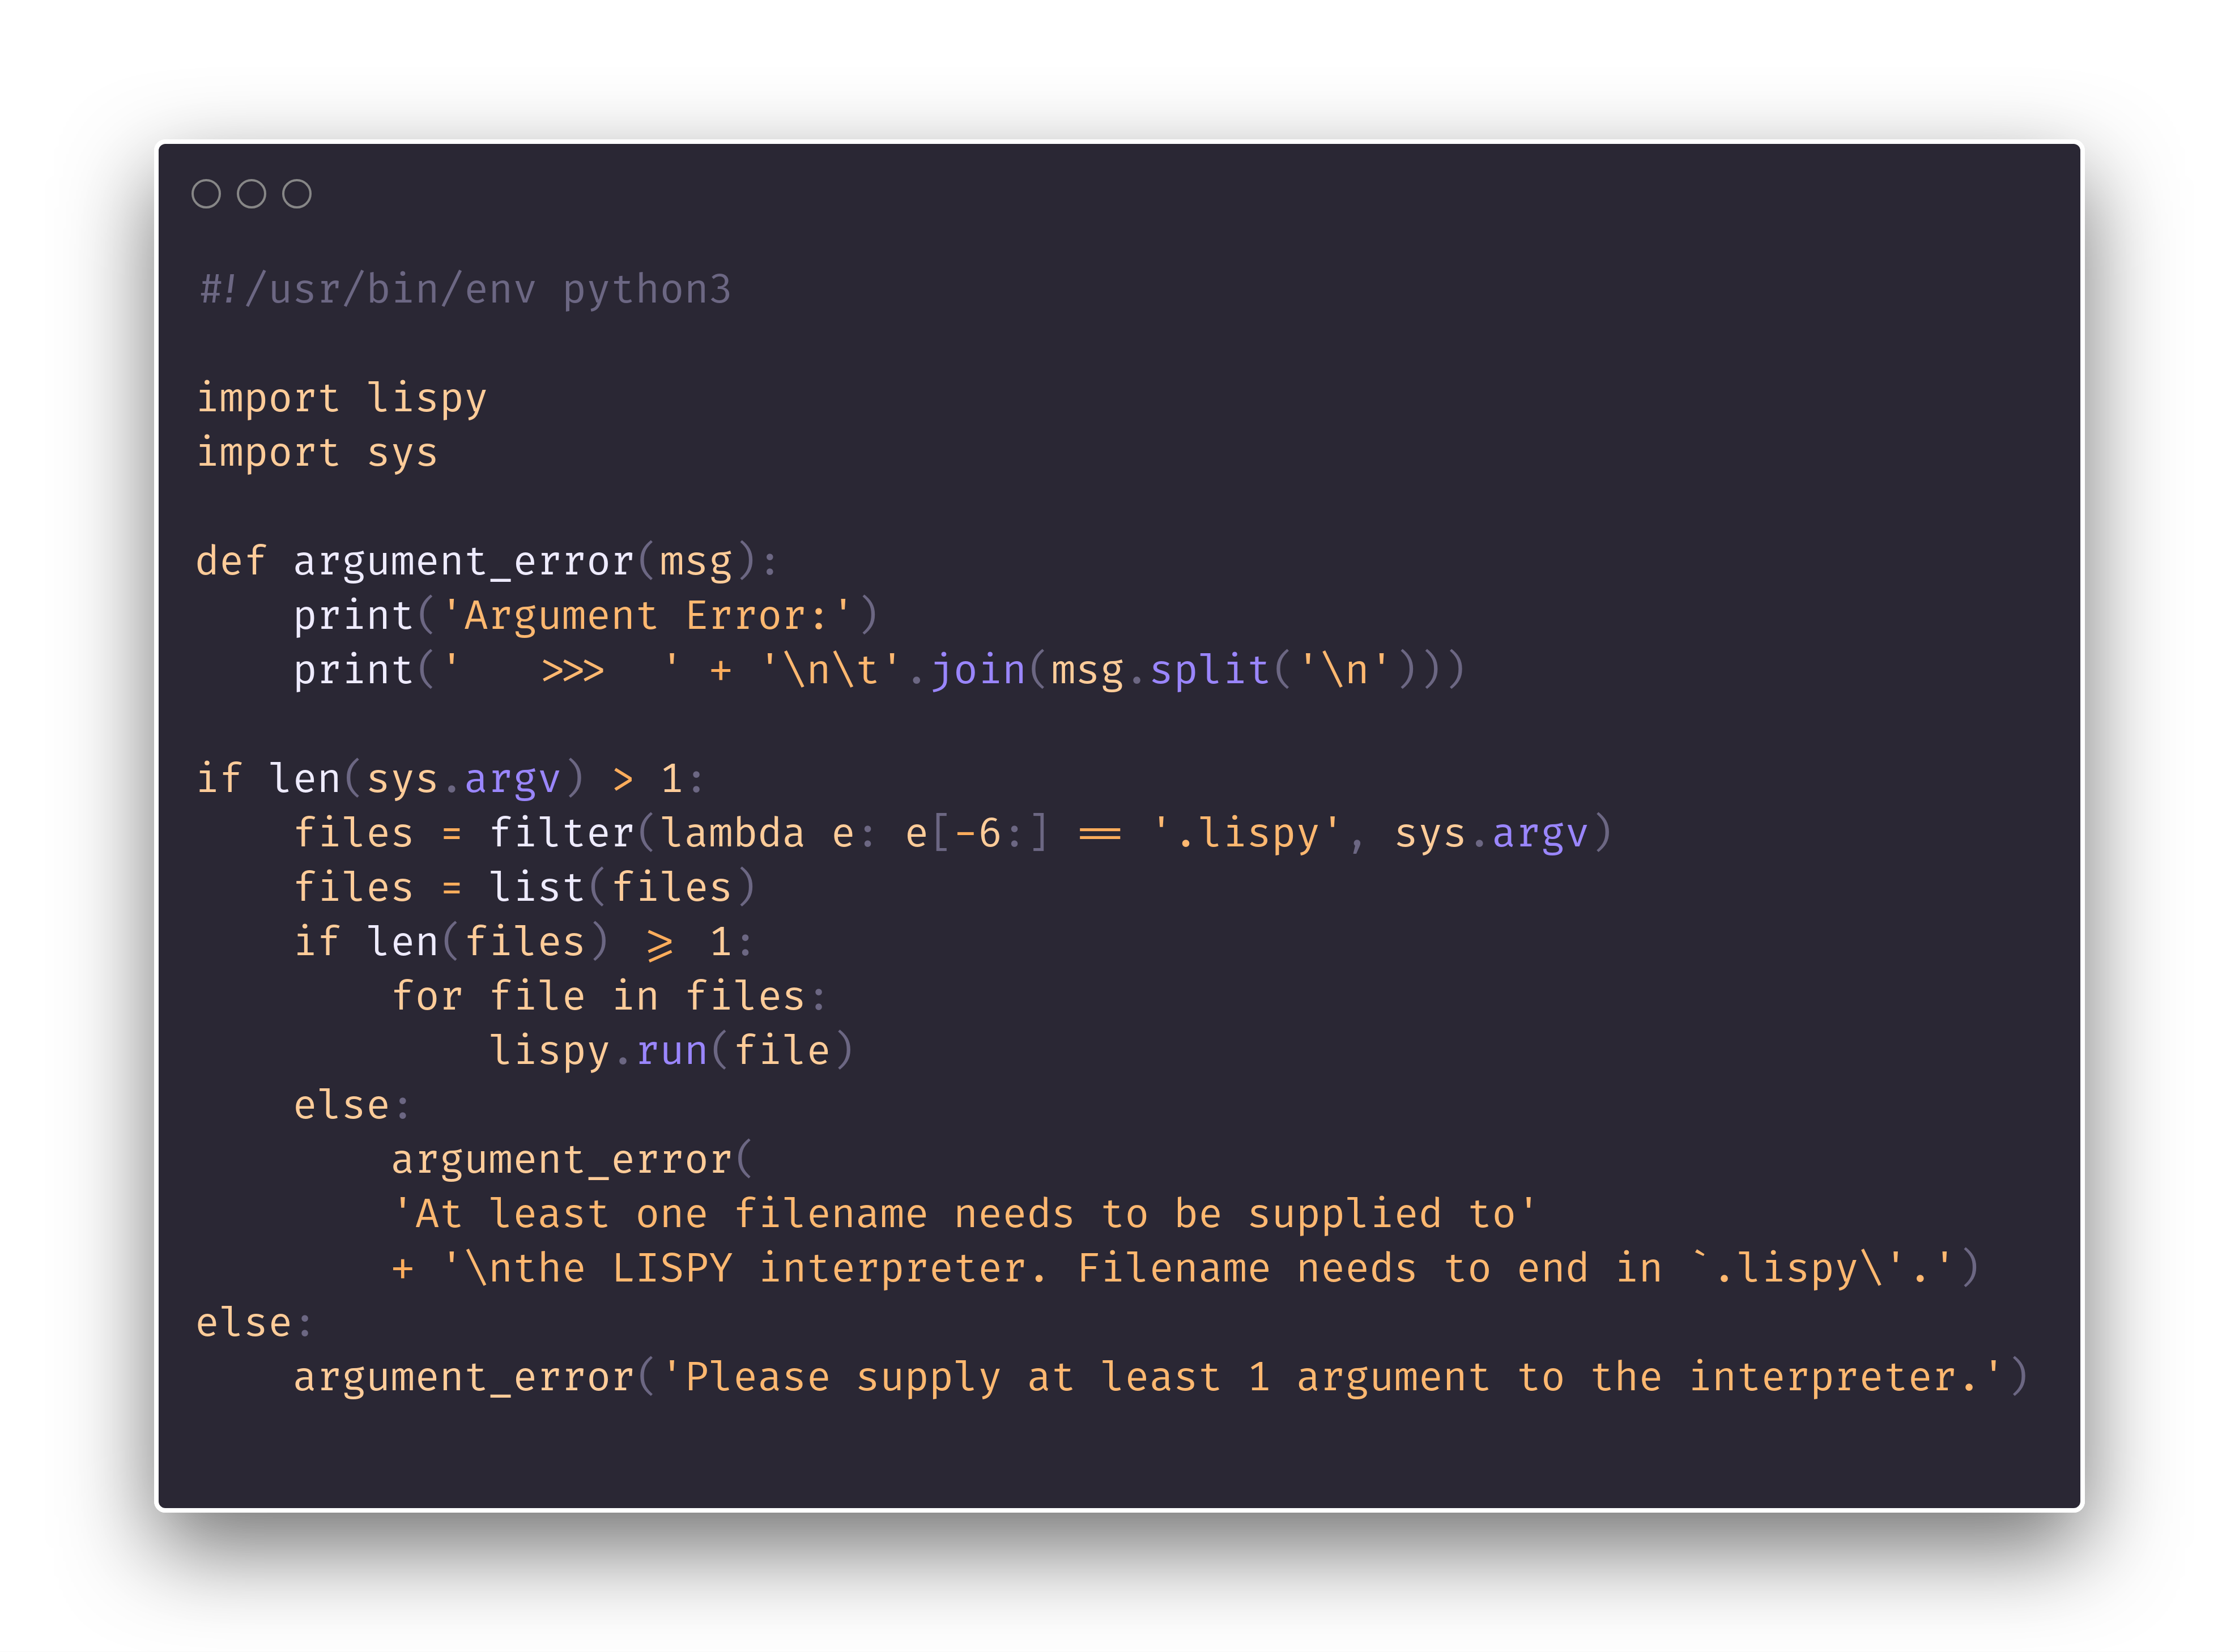 #!/usr/bin/env python3

import lispy
import sys

def argument_error(msg):
    print('Argument Error:')
    print('   >>>  ' + '\n\t'.join(msg.split('\n')))

if len(sys.argv) > 1:
    files = filter(lambda e: e[-6:] == '.lispy', sys.argv)
    files = list(files)
    if len(files) >= 1:
        for file in files:
            lispy.run(file)
    else:
        argument_error(
        'At least one filename needs to be supplied to'
        + '\nthe LISPY interpreter. Filename needs to end in `.lispy\'.')
else:
    argument_error('Please supply at least 1 argument to the interpreter.')